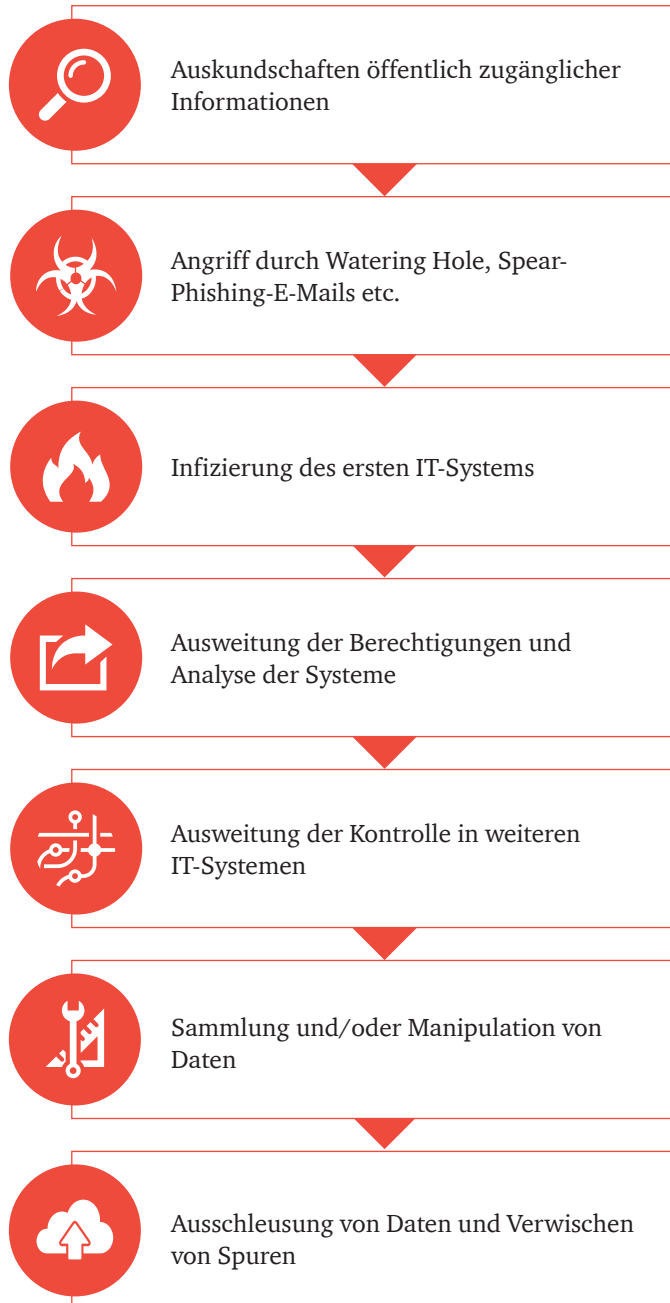 Auskundschaften öffentlich zugänglicher
Informationen
Angriff durch Watering Hole, Spear-
Phishing-E-Mails etc.
Infizierung des ersten IT-Systems
Ausweitung der Berechtigungen und
Analyse der Systeme
Ausweitung der Kontrolle in weiteren
IT-Systemen
Sammlung und/oder Manipulation von
Daten
Ausschleusung von Daten und Verwischen
von Spuren